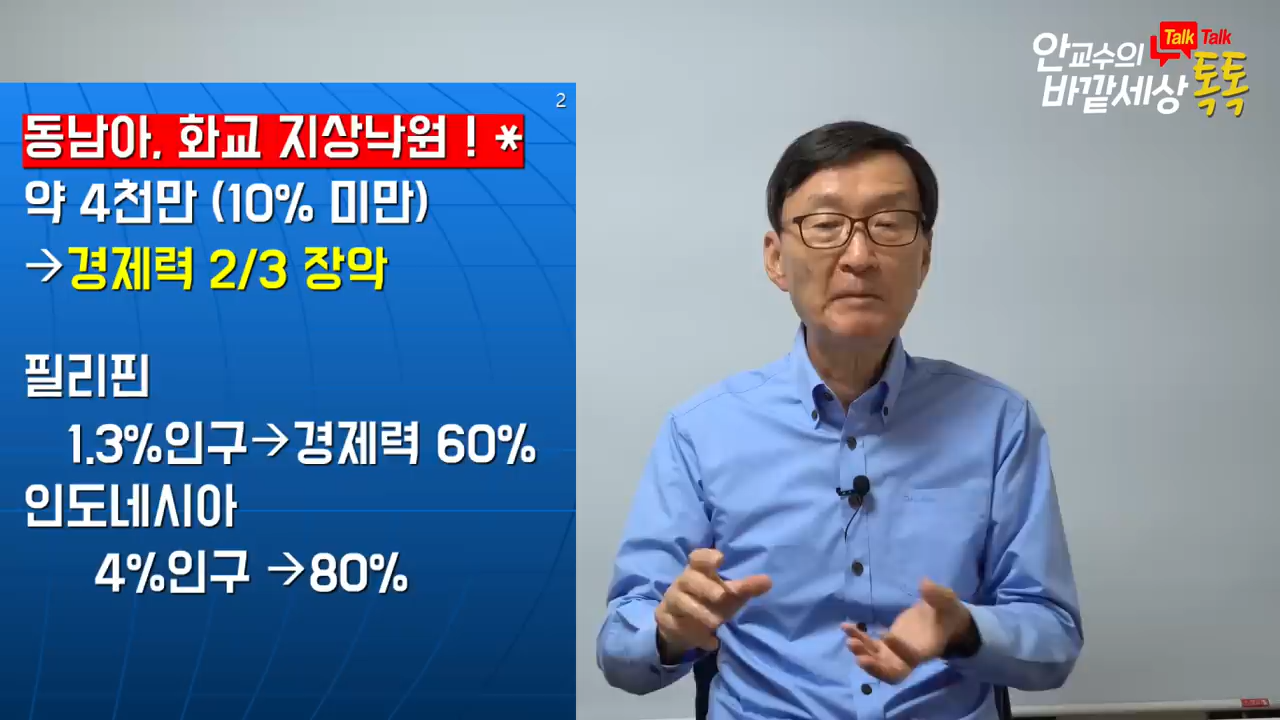 안교수의 Talk Talk
바깥세상 톡톡
2
동남아, 화교 지상낙원 ! *
약 4천만 (10% 미만)
→경제력 2/3 장악
필리핀
1.3%인구→경제력 60%
인도네시아
4%인구 →80%